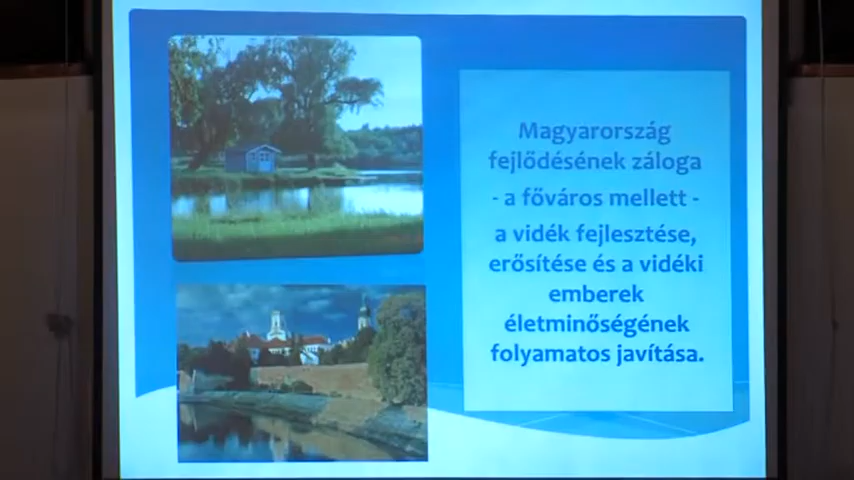 Magyarország
fejlődésének záloga
- a főváros mellett -
a vidék fejlesztése,
erősítése és a vidéki
emberek
életminőségének
folyamatos javítása.